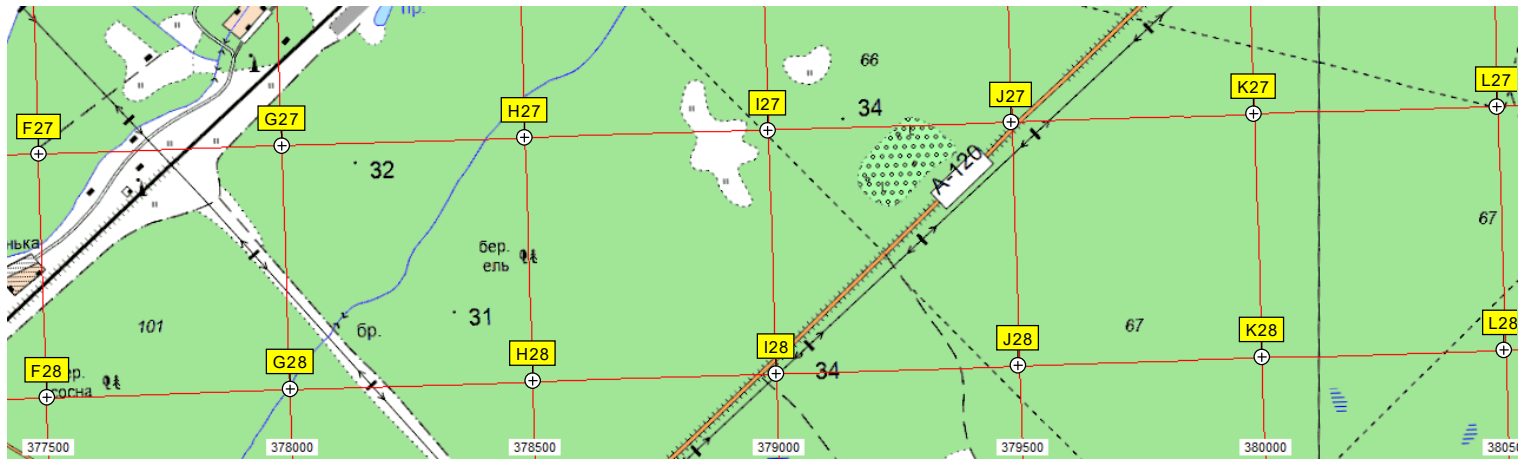 пр.
66
L27
K27
I27
34
J27
H27
G27
F27
32
А-120
67
нька
бер.
ель
31
101
бр.
67
L28
K28
J28
I28
34
H28
G28
F28
сосна
377500
378000
378500
379000
379500
380000